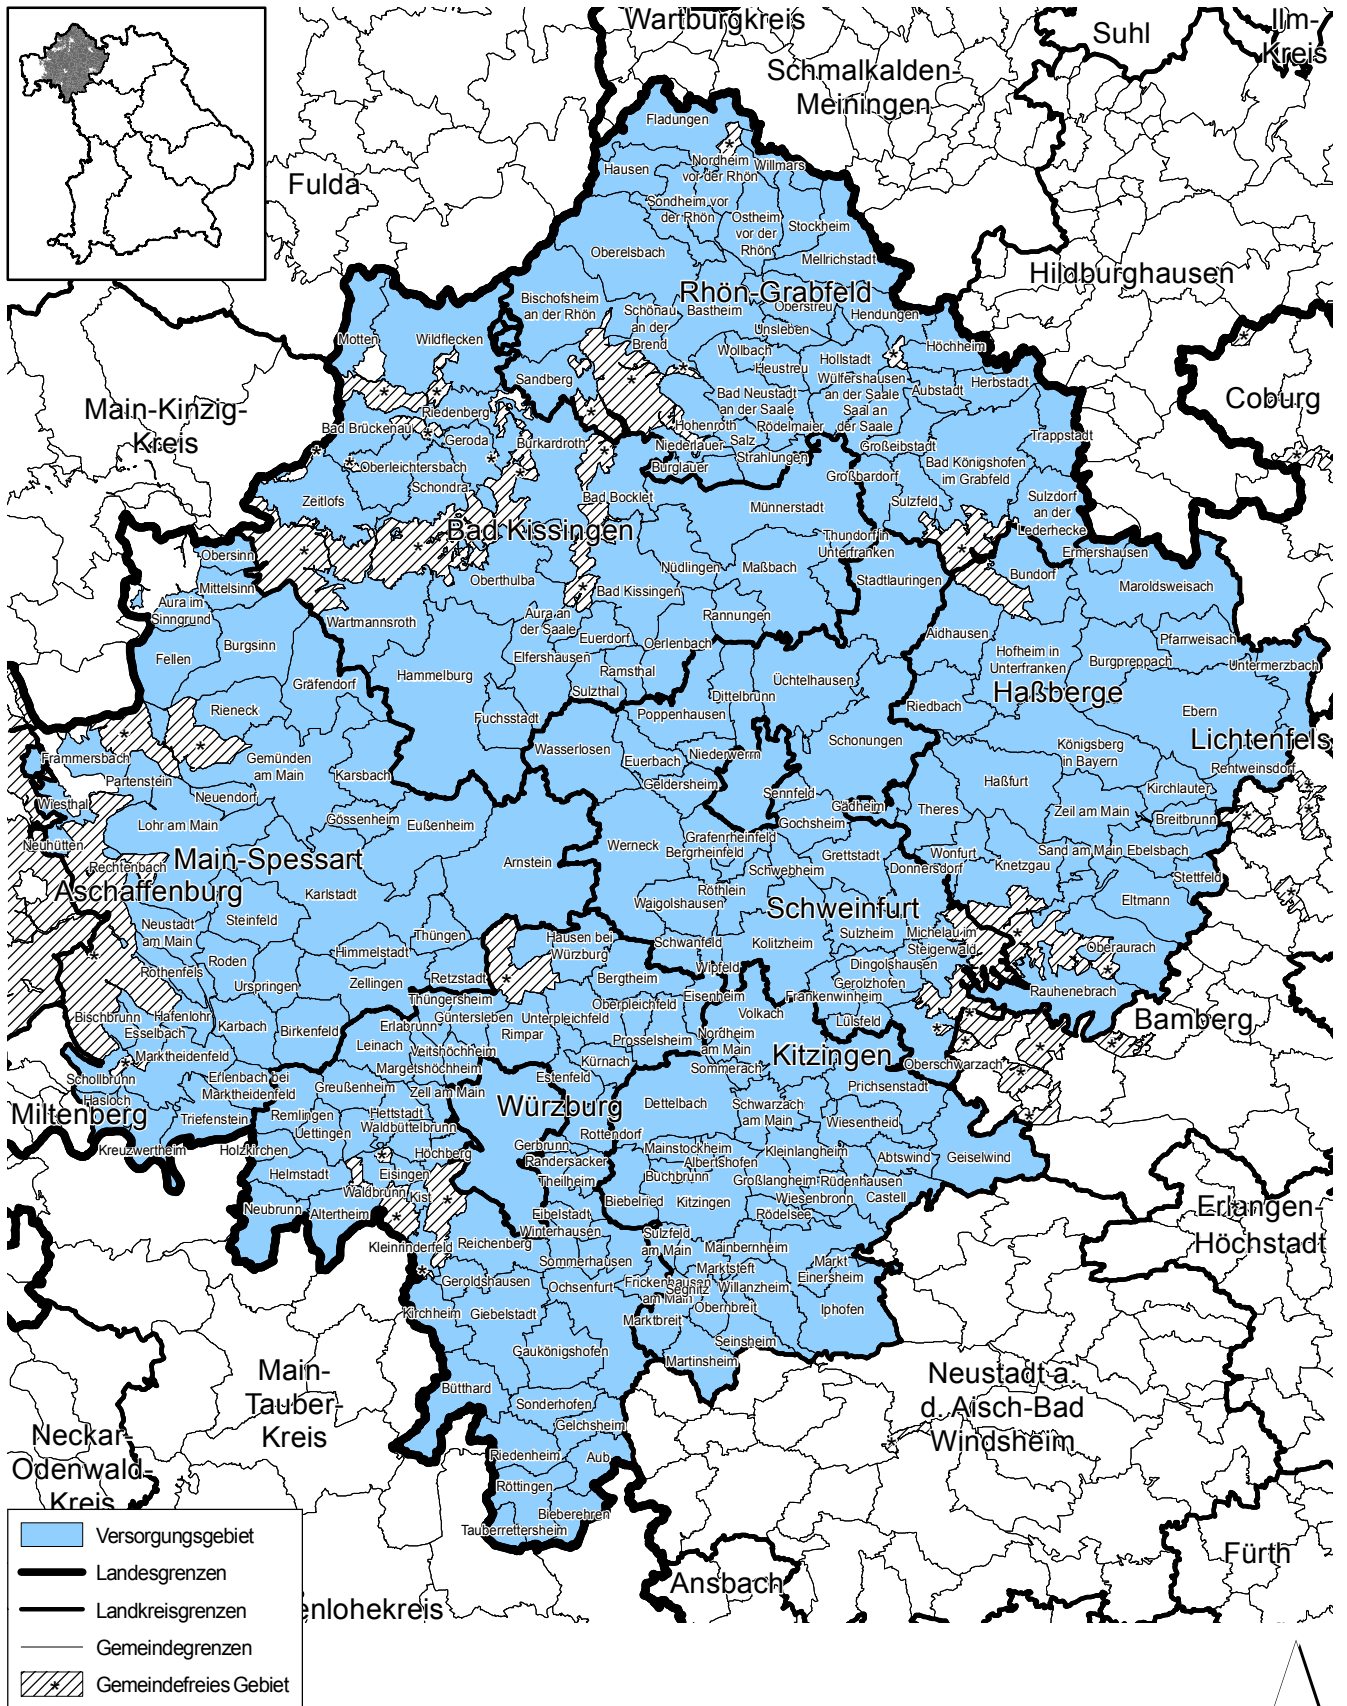 Wartburgkreis
Suhl
Ilm-
Kreis
Schmalkalden-
Meiningen
Fulda
Fladungen
Nordheim
vor der Rhön
Willmars
Hausen
Sondheim vor
der Rhön
Ostheim
vor der
Rhön
Stockheim
Oberelsbach
Mellrichstadt
Hildburghausen
Rhön-Grabfeld
Bischofsheim
an der Rhön
Schönau
an der
Brend
Bastheim
Oberstreu
Hendungen
Unsleben
Motten
Wildflecken
Wollbach
Heustreu
Hollstadt
Höchheim
Sandberg
Wülfershausen
an der Saale
Aubstadt
Herbstadt
Coburg
Main-Kinzig-
Kreis
Bad Neustadt
an der Saale
Saal an
der Saale
Riedenberg
Bad Brückenau
Geroda
Burkardroth
Hohenroth
Rödelmaier
Salz
Niederlauer
Strahlungen
Großeibstadt
Trappstadt
Burglauer
Oberleichtersbach
Bad Königshofen
im Grabfeld
Großbardorf
Schondra
Zeitlofs
Bad Bocklet
Münnerstadt
Sulzfeld
Sulzdorf
an der
Lederhecke
Bad Kissingen
Thundorf in
Unterfranken
Obersinn
Ermershausen
Mittelsinn
Oberthulba
Nüdlingen
Maßbach
Stadtlauringen
Bundorf
Maroldsweisach
Aura im
Sinngrund
Bad Kissingen
Wartmannsroth
Aura an
der Saale
Rannungen
Burgsinn
Euerdorf
Oerlenbach
Aidhausen
Pfarrweisach
Fellen
Elfershausen
Hofheim in
Unterfranken
Burgpreppach
Untermerzbach
Hammelburg
Ramsthal
Gräfendorf
Sulzthal
Üchtelhausen
Haßberge
Dittelbrunn
Riedbach
Rieneck
Fuchsstadt
Poppenhausen
Ebern
Frammersbach
Gemünden
am Main
Wasserlosen
Niederwerrn
Schonungen
Königsberg
in Bayern
Lichtenfels
Euerbach
Partenstein
Karsbach
Geldersheim
Rentweinsdorf
Haßfurt
Wiesthal
Neuendorf
Sennfeld
Kirchlauter
Gädheim
Theres
Zeil am Main
Breitbrunn
Gössenheim
Lohr am Main
Eußenheim
Gochsheim
Neuhütten
Werneck
Grafenrheinfeld
Bergrheinfeld
Grettstadt
Wonfurt
Sand am Main
Ebelsbach
Rechtenbach
Main-Spessart
Arnstein
Schwebheim
Donnersdorf
Knetzgau
Stettfeld
Aschaffenburg
Karlstadt
Röthlein
Waigolshausen
Schweinfurt
Eltmann
Neustadt
am Main
Steinfeld
Thüngen
Hausen bei
Würzburg
Schwanfeld
Kolitzheim
Sulzheim
Michelau im
Steigerwald
Oberaurach
Himmelstadt
Roden
Wipfeld
Dingolshausen
Rothenfels
Urspringen
Zellingen
Retzstadt
Bergtheim
Gerolzhofen
Rauhenebrach
Thüngersheim
Oberpleichfeld
Eisenheim
Frankenwinheim
Hafenlohr
Bischbrunn
Güntersleben
Unterpleichfeld
Volkach
Lülsfeld
Bamberg
Esselbach
Karbach
Birkenfeld
Erlabrunn
Rimpar
Prosselsheim
Nordheim
am Main
Leinach
Marktheidenfeld
Veitshöchheim
Kitzingen
Margetshöchheim
Kürnach
Sommerach
Oberschwarzach
Schollbrunn
Erlenbach bei
Marktheidenfeld
Greußenheim
Estenfeld
Prichsenstadt
Hasloch
Zell am Main
Dettelbach
Schwarzach
am Main
Miltenberg
Triefenstein
Remlingen
Hettstadt
Waldbüttelbrunn
Würzburg
Wiesentheid
Uettingen
Rottendorf
Kreuzwertheim
Holzkirchen
Höchberg
Gerbrunn
Randersacker
Mainstockheim
Albertshofen
Kleinlangheim
Abtswind
Geiselwind
Helmstadt
Eisingen
Theilheim
Buchbrunn
Großlangheim
Rüdenhausen
Waldbrunn
Kist
Biebelried
Kitzingen
Wiesenbronn
Castell
Neubrunn
Altertheim
Eibelstadt
Rödelsee
Erlangen-
Höchstadt
Winterhausen
Sulzfeld
am Main
Kleinrinderfeld
Reichenberg
Mainbernheim
Sommerhausen
Marktsteft
Markt
Einersheim
Geroldshausen
Ochsenfurt
Frickenhausen
am Main
Segnitz
Willanzheim
Kirchheim
Giebelstadt
Obernbreit
Iphofen
Marktbreit
Seinsheim
Gaukönigshofen
Martinsheim
Main-
Tauber-
Kreis
Bütthard
Neustadt a.
d. Aisch-Bad
Windsheim
Sonderhofen
Gelchsheim
Neckar-
Odenwald-
Kreis
Riedenheim
Aub
Röttingen
Bieberehren
Tauberrettersheim
Fürth
Ansbach
enlohekreis
Versorgungsgebiet
Landesgrenzen
Landkreisgrenzen
Gemeindegrenzen
Gemeindefreies Gebiet